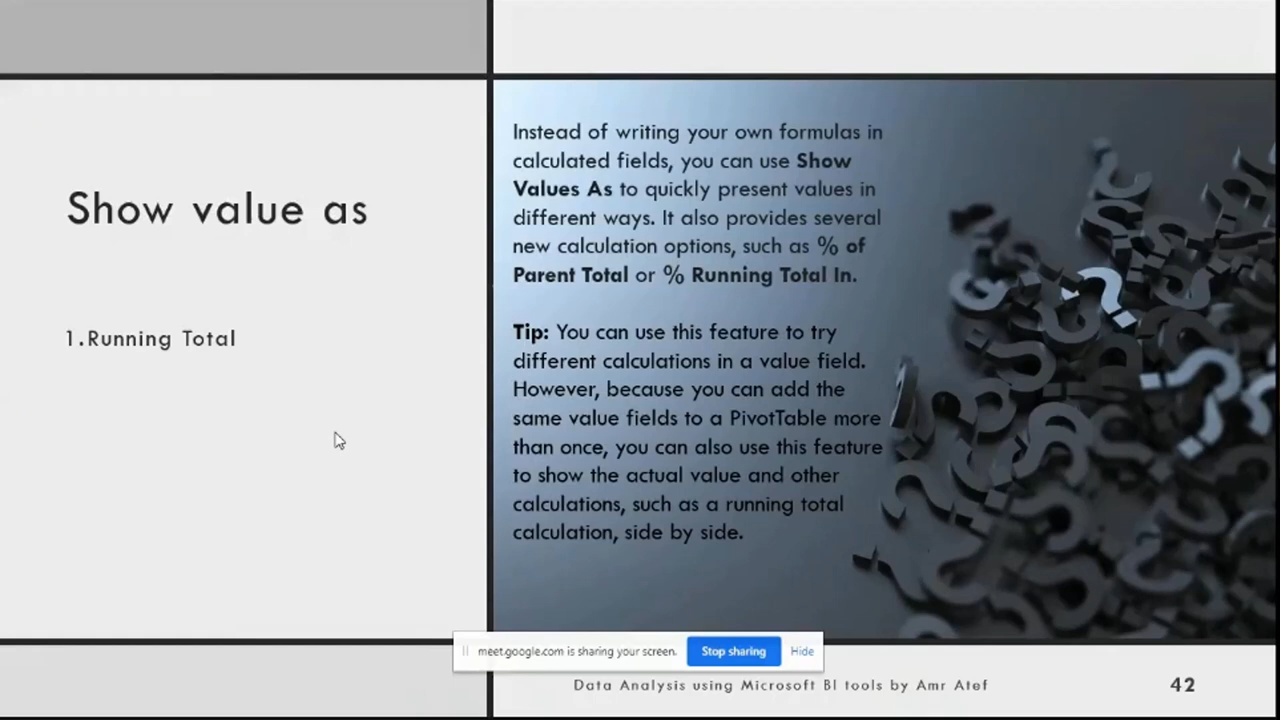 Show value as
1.Running Total
Instead of writing your own formulas in
calculated fields, you can use Show
Values As to quickly present values in
different ways. It also provides several
new calculation options, such as % of
Parent Total or % Running Total In.
Tip: You can use this feature to try
different calculations in a value field.
However, because you can add the
same value fields to a PivotTable more
than once, you can also use this feature
to show the actual value and other
calculations, such as a running total
calculation, side by side.
meet.google.com is sharing your screen.
Stop sharing
Hide
Data Analysis using Microsoft BI tools by Amr Atef
42